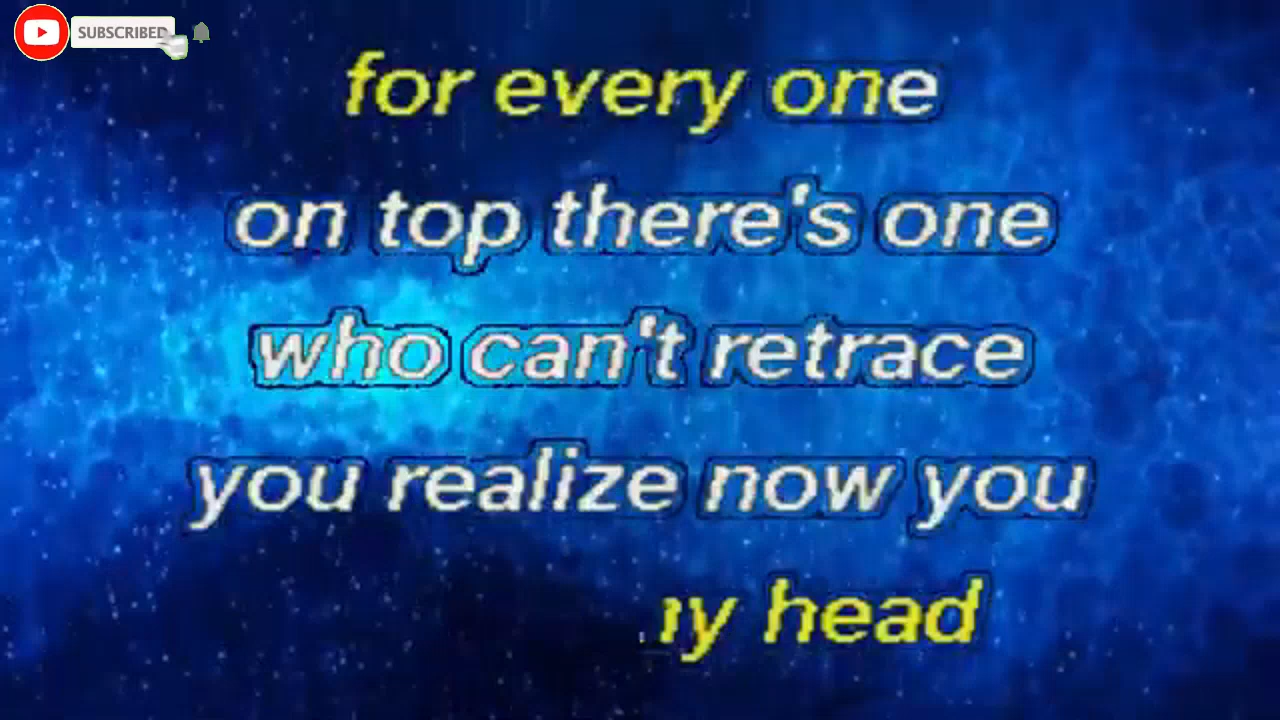 SUBSCRIBED
for every one
on top there's one
who can't retrace
you realize now you
head